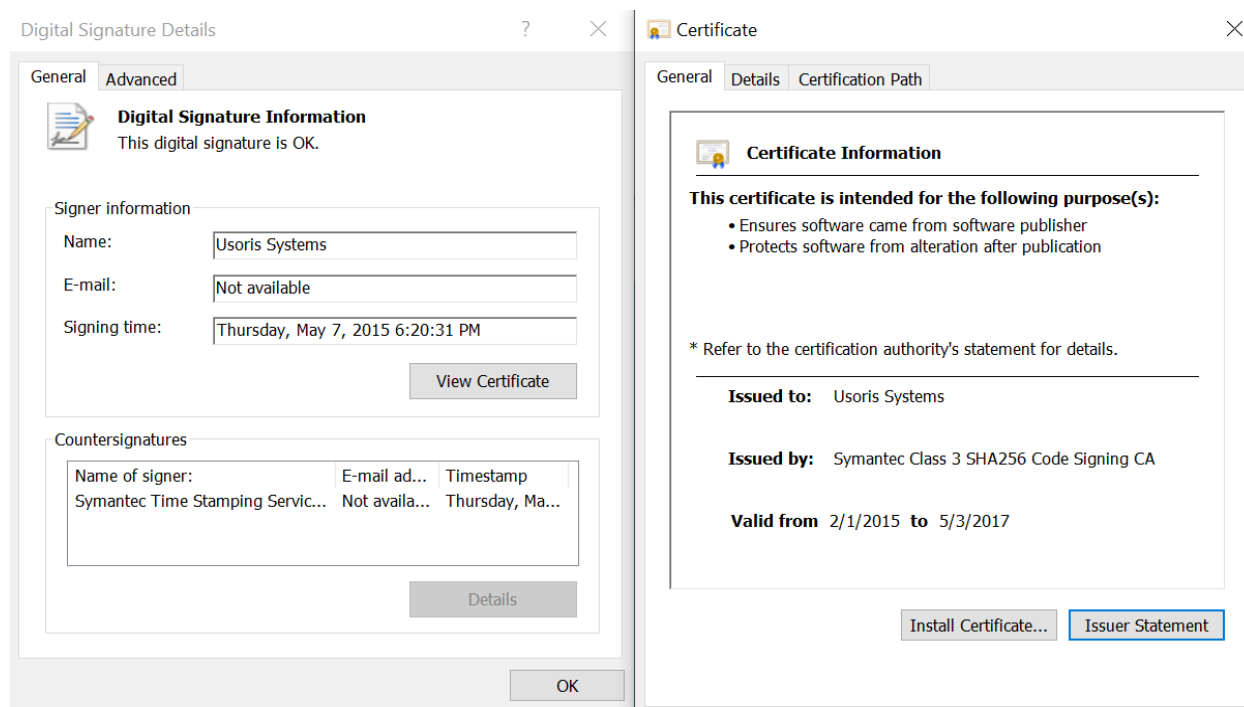 Digital Signature Details
?
General
Advanced
Digital Signature Information
This digital signature is OK.
Signer information
Name:
Usoris Systems
E-mail:
Not available
Signing time:
Thursday, May 7, 2015 6:20:31 PM
View Certificate
Countersignatures
Name of signer:
E-mail ad...
Timestamp
Symantec Time Stamping Servic...
Not availa...
Thursday, Ma...
Details
OK
Certificate
General
Details
Certification Path
Certificate Information
This certificate is intended for the following purpose(s):
• Ensures software came from software publisher
• Protects software from alteration after publication
* Refer to the certification authority's statement for details.
Issued to: Usoris Systems
Issued by: Symantec Class 3 SHA256 Code Signing CA
Valid from 2/1/2015 to 5/3/2017
Install Certificate...
Issuer Statement